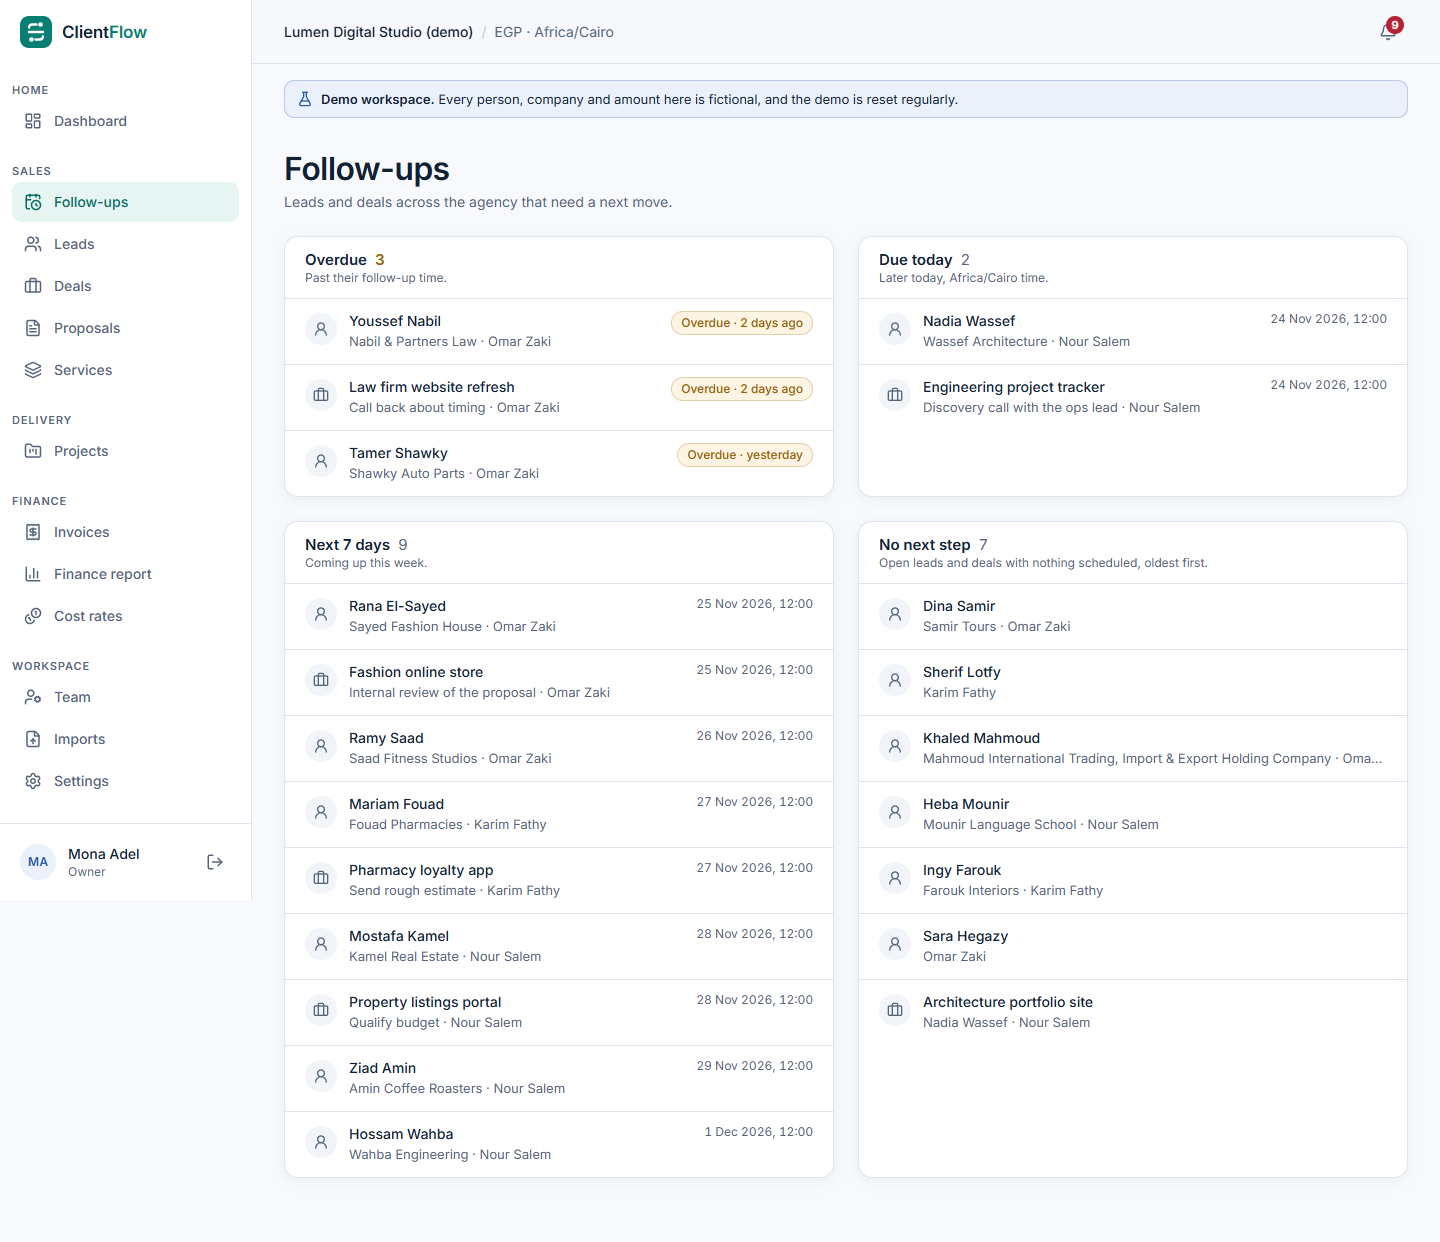 ClientFlow
HOME
Dashboard
SALES
Follow-ups
Leads
Deals
Proposals
Services
DELIVERY
Projects
FINANCE
Invoices
Finance report
Cost rates
WORKSPACE
Team
Imports
Settings
MA
Mona Adel
Owner
Lumen Digital Studio (demo) / EGP · Africa/Cairo
9
Demo workspace. Every person, company and amount here is fictional, and the demo is reset regularly.
Follow-ups
Leads and deals across the agency that need a next move.
Overdue 3
Past their follow-up time.
Youssef Nabil
Overdue · 2 days ago
Nabil & Partners Law · Omar Zaki
Law firm website refresh
Overdue · 2 days ago
Call back about timing · Omar Zaki
Tamer Shawky
Overdue · yesterday
Shawky Auto Parts · Omar Zaki
Due today 2
Later today, Africa/Cairo time.
Nadia Wassef
24 Nov 2026, 12:00
Wassef Architecture · Nour Salem
Engineering project tracker
24 Nov 2026, 12:00
Discovery call with the ops lead · Nour Salem
Next 7 days 9
Coming up this week.
Rana El-Sayed
25 Nov 2026, 12:00
Sayed Fashion House · Omar Zaki
Fashion online store
25 Nov 2026, 12:00
Internal review of the proposal · Omar Zaki
Ramy Saad
26 Nov 2026, 12:00
Saad Fitness Studios · Omar Zaki
Mariam Fouad
27 Nov 2026, 12:00
Fouad Pharmacies · Karim Fathy
Pharmacy loyalty app
27 Nov 2026, 12:00
Send rough estimate · Karim Fathy
Mostafa Kamel
28 Nov 2026, 12:00
Kamel Real Estate · Nour Salem
Property listings portal
28 Nov 2026, 12:00
Qualify budget · Nour Salem
Ziad Amin
29 Nov 2026, 12:00
Amin Coffee Roasters · Nour Salem
Hossam Wahba
1 Dec 2026, 12:00
Wahba Engineering · Nour Salem
No next step 7
Open leads and deals with nothing scheduled, oldest first.
Dina Samir
Samir Tours · Omar Zaki
Sherif Lotfy
Karim Fathy
Khaled Mahmoud
Mahmoud International Trading, Import & Export Holding Company · Oma...
Heba Mounir
Mounir Language School · Nour Salem
Ingy Farouk
Farouk Interiors · Karim Fathy
Sara Hegazy
Omar Zaki
Architecture portfolio site
Nadia Wassef · Nour Salem